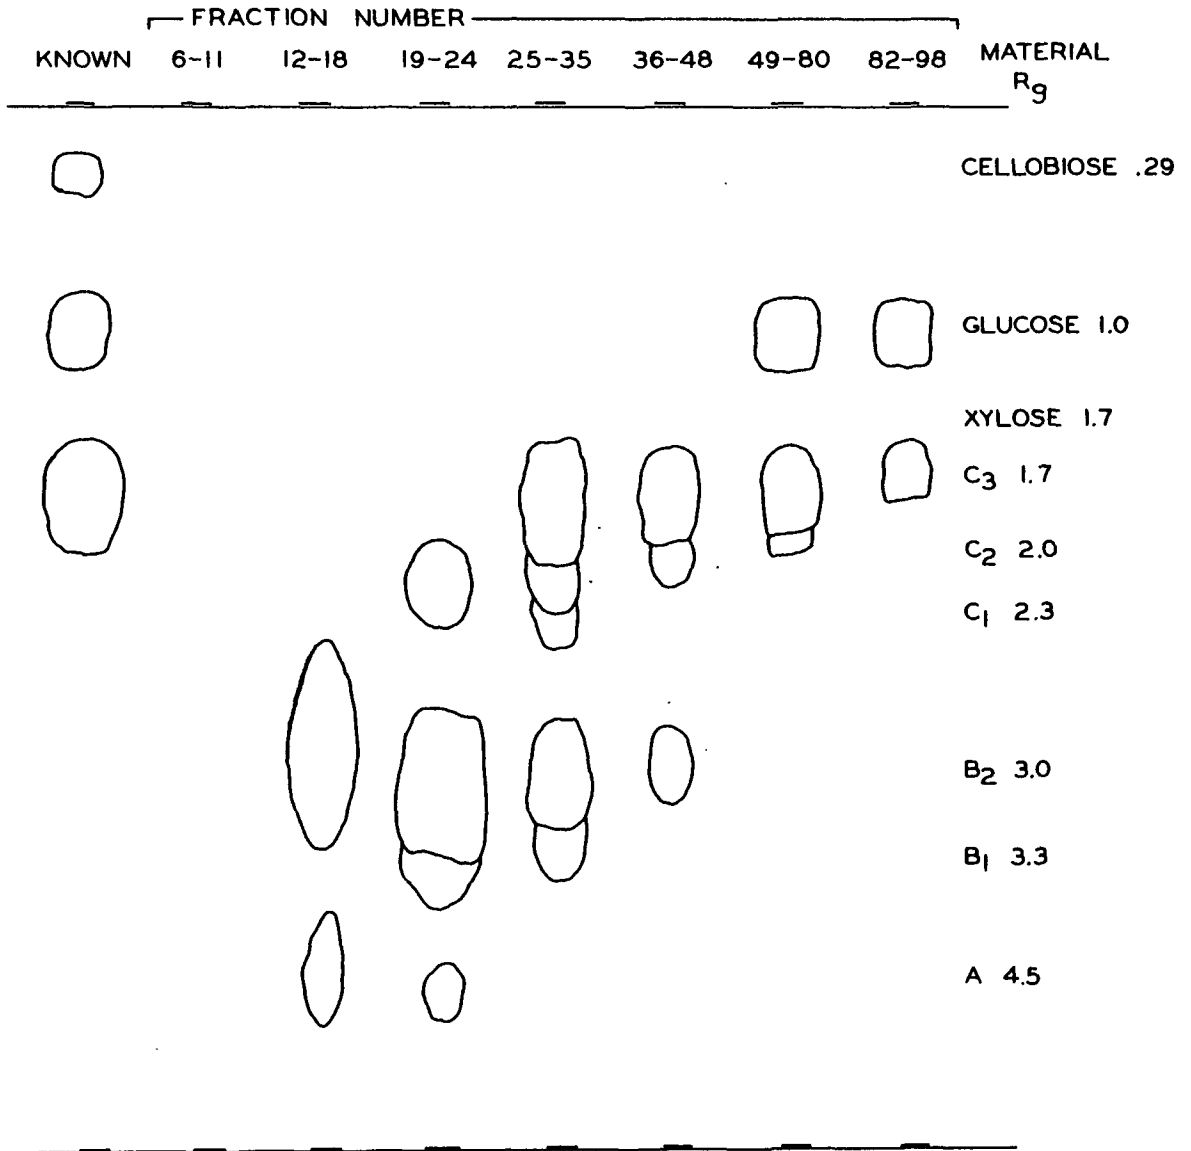 FRACTION NUMBER
KNOWN 6-11 12-18 19-24 25-35 36-48 49-80 82-98 MATERIAL
Rg
CELLOBIOSE .29
GLUCOSE 1.0
XYLOSE 1.7
C3 1.7
C2 2.0
C1 2.3
B2 3.0
B1 3.3
A 4.5